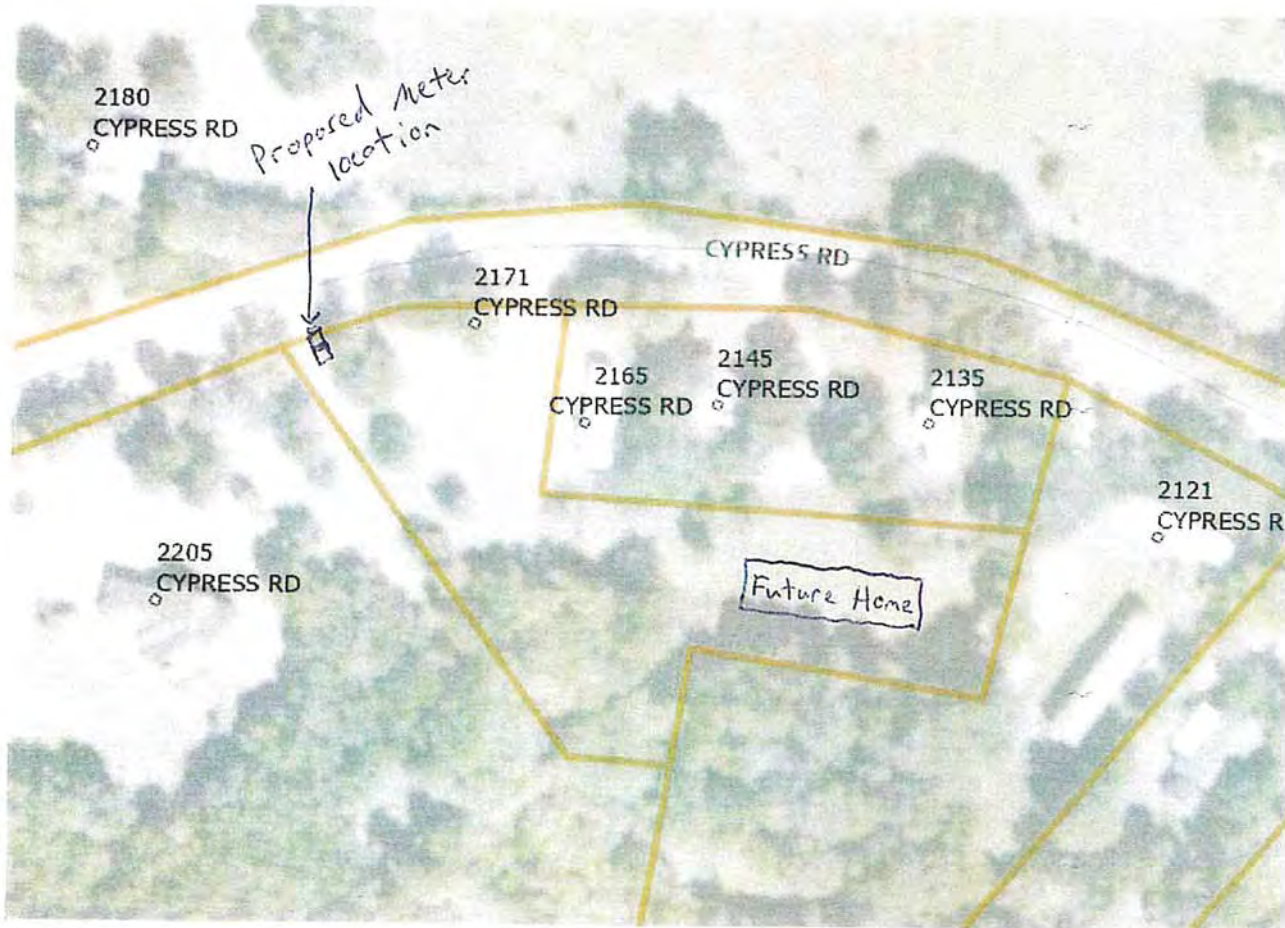 2180
CYPRESS RD
Proposed Meter
location
CYPRESS RD
2171
CYPRESS RD
2165
CYPRESS RD
2145
CYPRESS RD
2135
CYPRESS RD
2121
CYPRESS R
2205
CYPRESS RD
Future Home